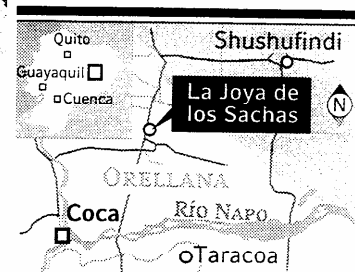 Quito
Shushufindi
Guayaquil
Cuenca
La Joya de
los Sachas
N
ORELLANA
Coca
RÍO NAPO
Taracoa